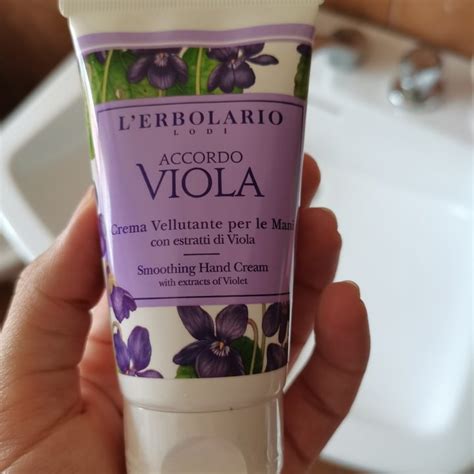 L'ERBOLARIO
LODI
ACCORDO
VIOLA
Crema Vellutante per le Mani
con estratti di Viola
Smoothing Hand Cream
with extracts of Violet